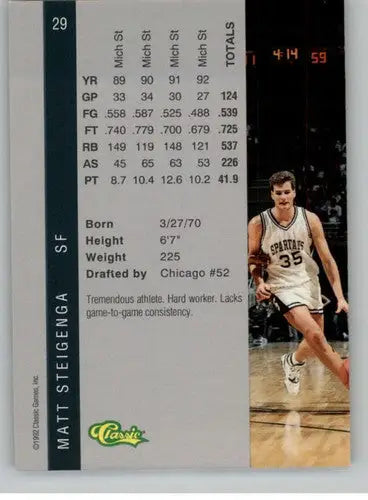 29
Mich St Mich St Mich St Mich St TOTALS
YR 89 90 91 92
GP 33 34 30 27 124
FG .558 .587 .525 .488 .539
FT .740 .779 .700 .679 .725
RB 149 119 148 121 537
AS 45 65 63 53 226
PT 8.7 10.4 12.6 10.2 41.9
Born 3/27/70
Height 6'7"
Weight 225
Drafted by Chicago #52
Tremendous athlete. Hard worker. Lacks
game-to-game consistency.
MATT STEIGENGA SF
©1992 Classic Games, Inc.
Classic
4:14 59
SPARTANS
35